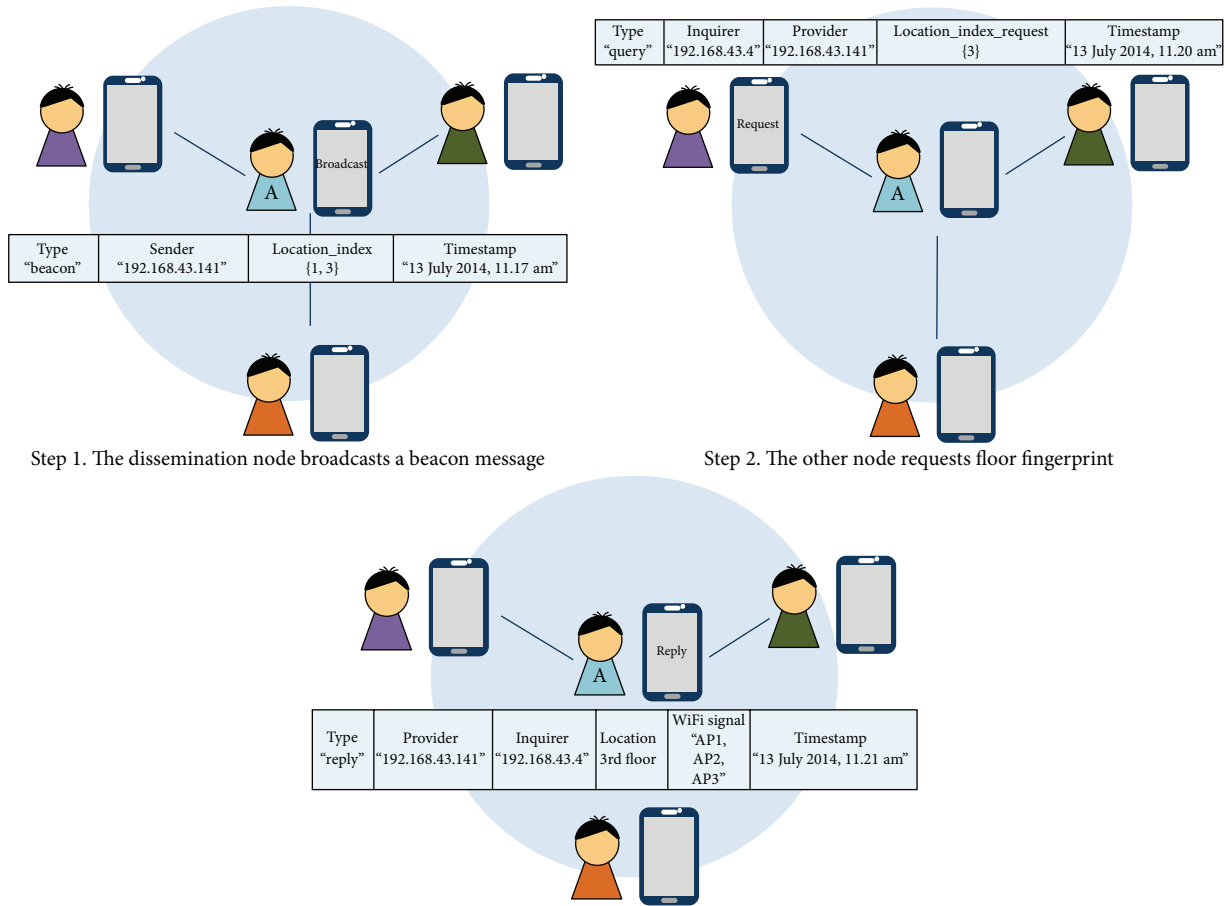 Broadcast
A
Type
"beacon"
Sender
"192.168.43.141"
Location_index
{1, 3}
Timestamp
"13 July 2014, 11.17 am"
Step 1. The dissemination node broadcasts a beacon message
Type
"query"
Inquirer
"192.168.43.4"
Provider
"192.168.43.141"
Location_index_request
{3}
Timestamp
"13 July 2014, 11.20 am"
Request
A
Step 2. The other node requests floor fingerprint
Reply
A
Type
"reply"
Provider
"192.168.43.141"
Inquirer
"192.168.43.4"
Location
3rd floor
WiFi signal
"AP1,
AP2,
AP3"
Timestamp
"13 July 2014, 11.21 am"